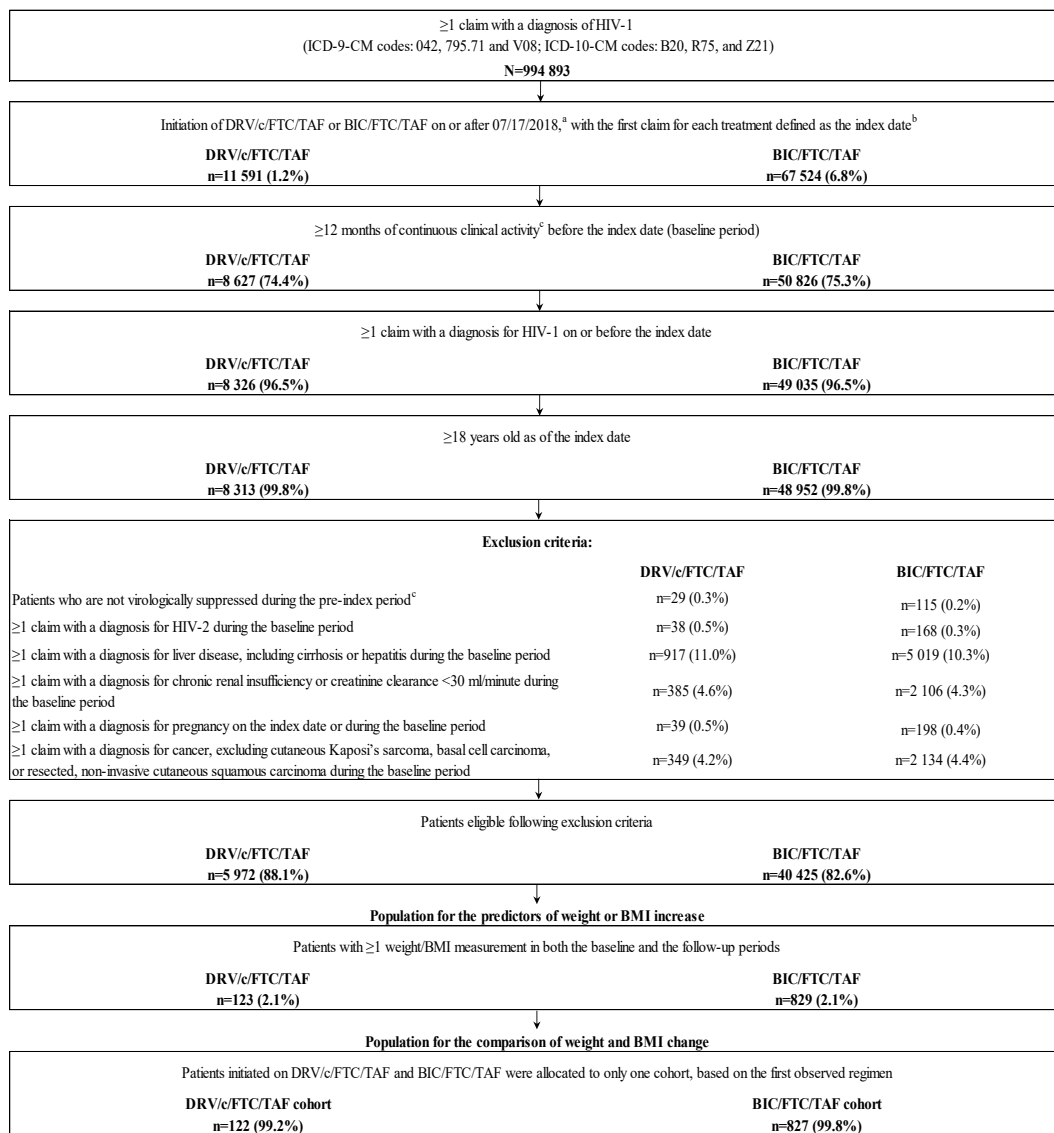 ≥1 claim with a diagnosis of HIV-1
(ICD-9-CM codes: 042, 795.71 and V08; ICD-10-CM codes: B20, R75, and Z21)
N=994 893
Initiation of DRV/c/FTC/TAF or BIC/FTC/TAF on or after 07/17/2018,a with the first claim for each treatment defined as the index dateb
DRV/c/FTC/TAF BIC/FTC/TAF
n=11 591 (1.2%) n=67 524 (6.8%)
≥12 months of continuous clinical activityc before the index date (baseline period)
DRV/c/FTC/TAF BIC/FTC/TAF
n=8 627 (74.4%) n=50 826 (75.3%)
≥1 claim with a diagnosis for HIV-1 on or before the index date
DRV/c/FTC/TAF BIC/FTC/TAF
n=8 326 (96.5%) n=49 035 (96.5%)
≥18 years old as of the index date
DRV/c/FTC/TAF BIC/FTC/TAF
n=8 313 (99.8%) n=48 952 (99.8%)
Exclusion criteria:
DRV/c/FTC/TAF BIC/FTC/TAF
Patients who are not virologically suppressed during the pre-index periodc n=29 (0.3%) n=115 (0.2%)
≥1 claim with a diagnosis for HIV-2 during the baseline period n=38 (0.5%) n=168 (0.3%)
≥1 claim with a diagnosis for liver disease, including cirrhosis or hepatitis during the baseline period n=917 (11.0%) n=5 019 (10.3%)
≥1 claim with a diagnosis for chronic renal insufficiency or creatinine clearance <30 ml/minute during
the baseline period n=385 (4.6%) n=2 106 (4.3%)
≥1 claim with a diagnosis for pregnancy on the index date or during the baseline period n=39 (0.5%) n=198 (0.4%)
≥1 claim with a diagnosis for cancer, excluding cutaneous Kaposi's sarcoma, basal cell carcinoma,
or resected, non-invasive cutaneous squamous carcinoma during the baseline period n=349 (4.2%) n=2 134 (4.4%)
Patients eligible following exclusion criteria
DRV/c/FTC/TAF BIC/FTC/TAF
n=5 972 (88.1%) n=40 425 (82.6%)
Population for the predictors of weight or BMI increase
Patients with ≥1 weight/BMI measurement in both the baseline and the follow-up periods
DRV/c/FTC/TAF BIC/FTC/TAF
n=123 (2.1%) n=829 (2.1%)
Population for the comparison of weight and BMI change
Patients initiated on DRV/c/FTC/TAF and BIC/FTC/TAF were allocated to only one cohort, based on the first observed regimen
DRV/c/FTC/TAF cohort BIC/FTC/TAF cohort
n=122 (99.2%) n=827 (99.8%)